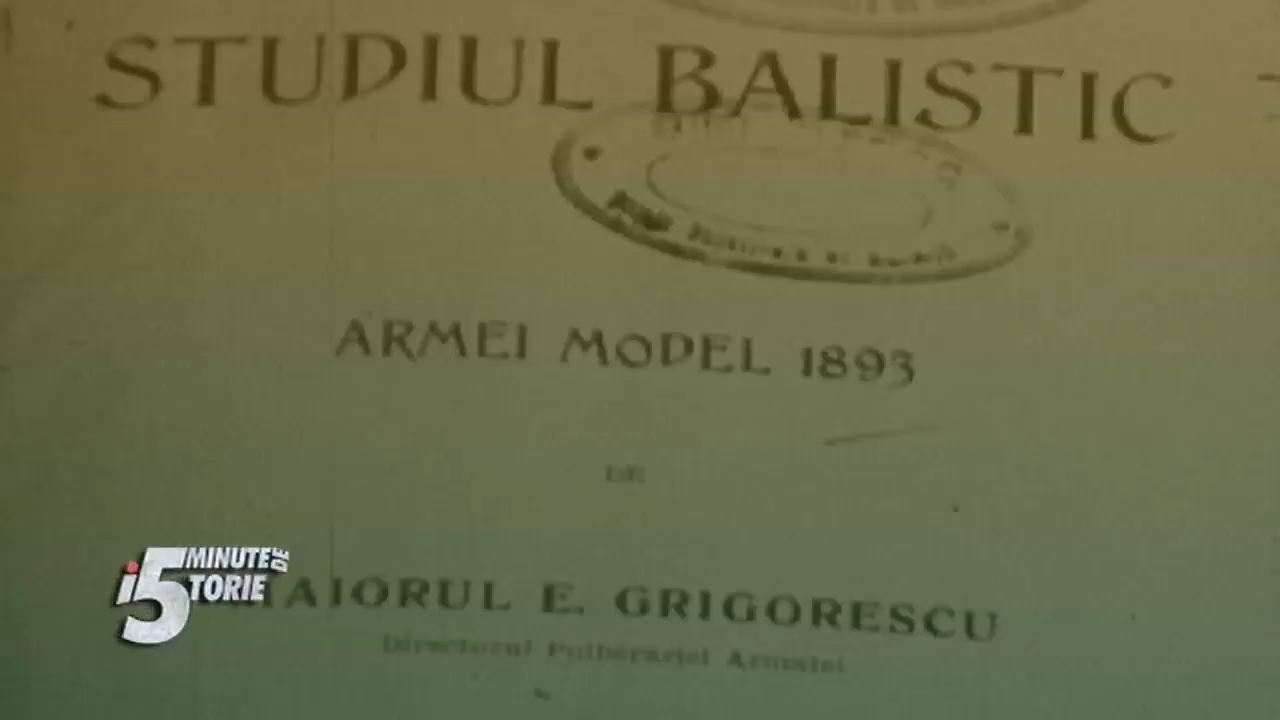 STUDIUL BALISTIC
ARMEI MODEL 1893
DE
MAIORUL E. GRIGORESCU
Directorul Pulberăriei Armatei
5 MINUTE DE
iSTORIE